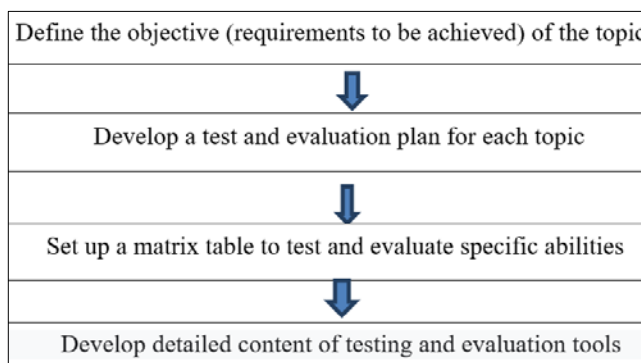 Define the objective (requirements to be achieved) of the topic
Develop a test and evaluation plan for each topic
Set up a matrix table to test and evaluate specific abilities
Develop detailed content of testing and evaluation tools